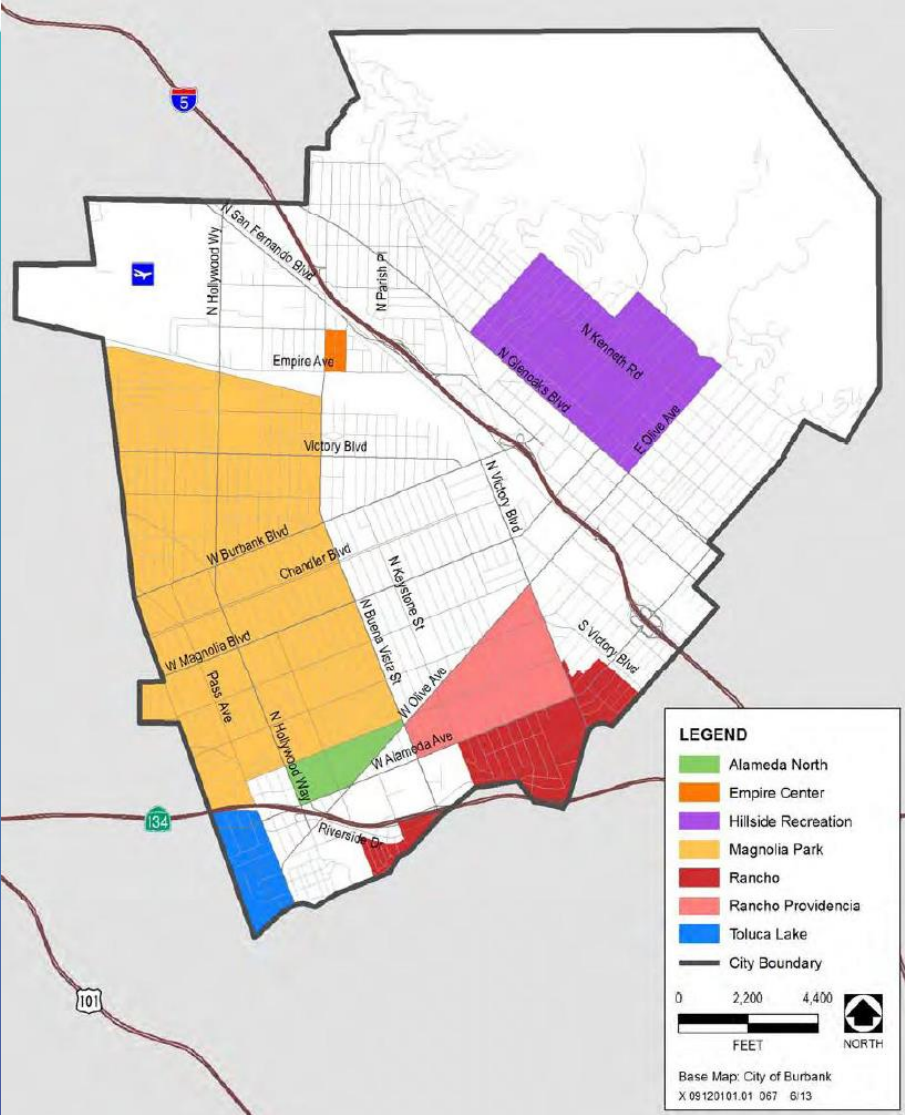 5
N San Fernando Blvd
N Hollywood Wy
N Parish Pl
Empire Ave
N Kenneth Rd
N Glenoaks Blvd
E Olive Ave
Victory Blvd
N Victory Blvd
W Burbank Blvd
Chandler Blvd
N Keystone St
N Buena Vista St
W Magnolia Blvd
S Victory Blvd
Pass Ave
W Olive Ave
N Hollywood Way
W Alameda Ave
134
Riverside Dr
101
LEGEND
Alameda North
Empire Center
Hillside Recreation
Magnolia Park
Rancho
Rancho Providencia
Toluca Lake
City Boundary
0 2,200 4,400
FEET
NORTH
Base Map: City of Burbank
X 09120101.01 067 6/13